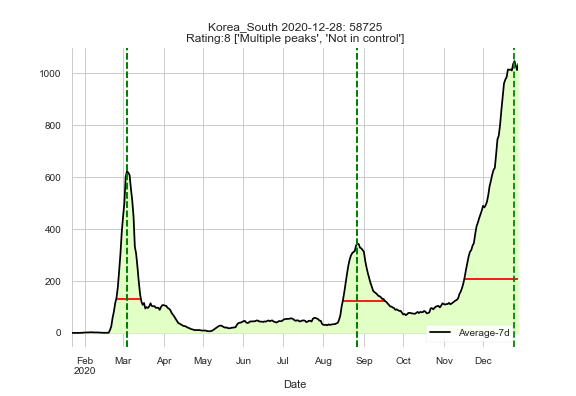 Korea_South 2020-12-28: 58725
Rating:8 ['Multiple peaks', 'Not in control']
1000
800
600
400
200
0
Average-7d
Feb Mar Apr May Jun Jul Aug Sep Oct Nov Dec
2020
Date